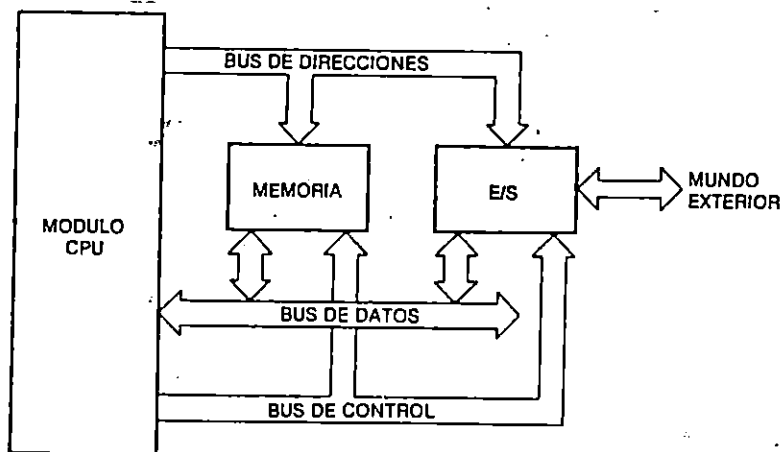 BUS DE DIRECCIONES
MEMORIA
E/S
MUNDO
EXTERIOR
MODULO
CPU
BUS DE DATOS
BUS DE CONTROL